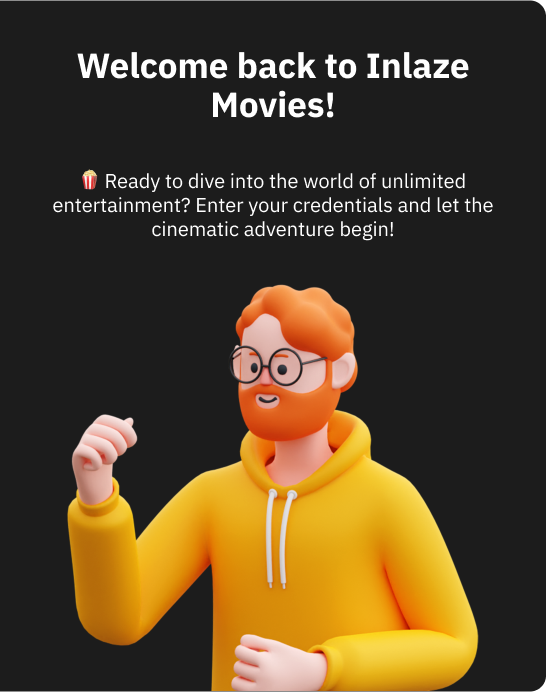 Welcome back to Inlaze
Movies!
🍿 Ready to dive into the world of unlimited
entertainment? Enter your credentials and let the
cinematic adventure begin!